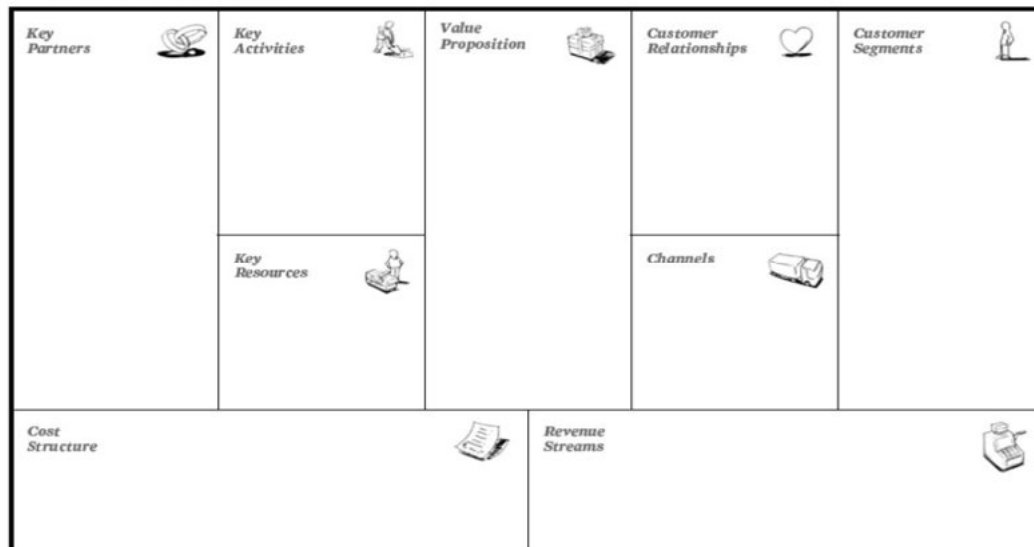 Key
Partners
Key
Activities
Value
Proposition
Customer
Relationships
Customer
Segments
Key
Resources
Channels
Cost
Structure
Revenue
Streams